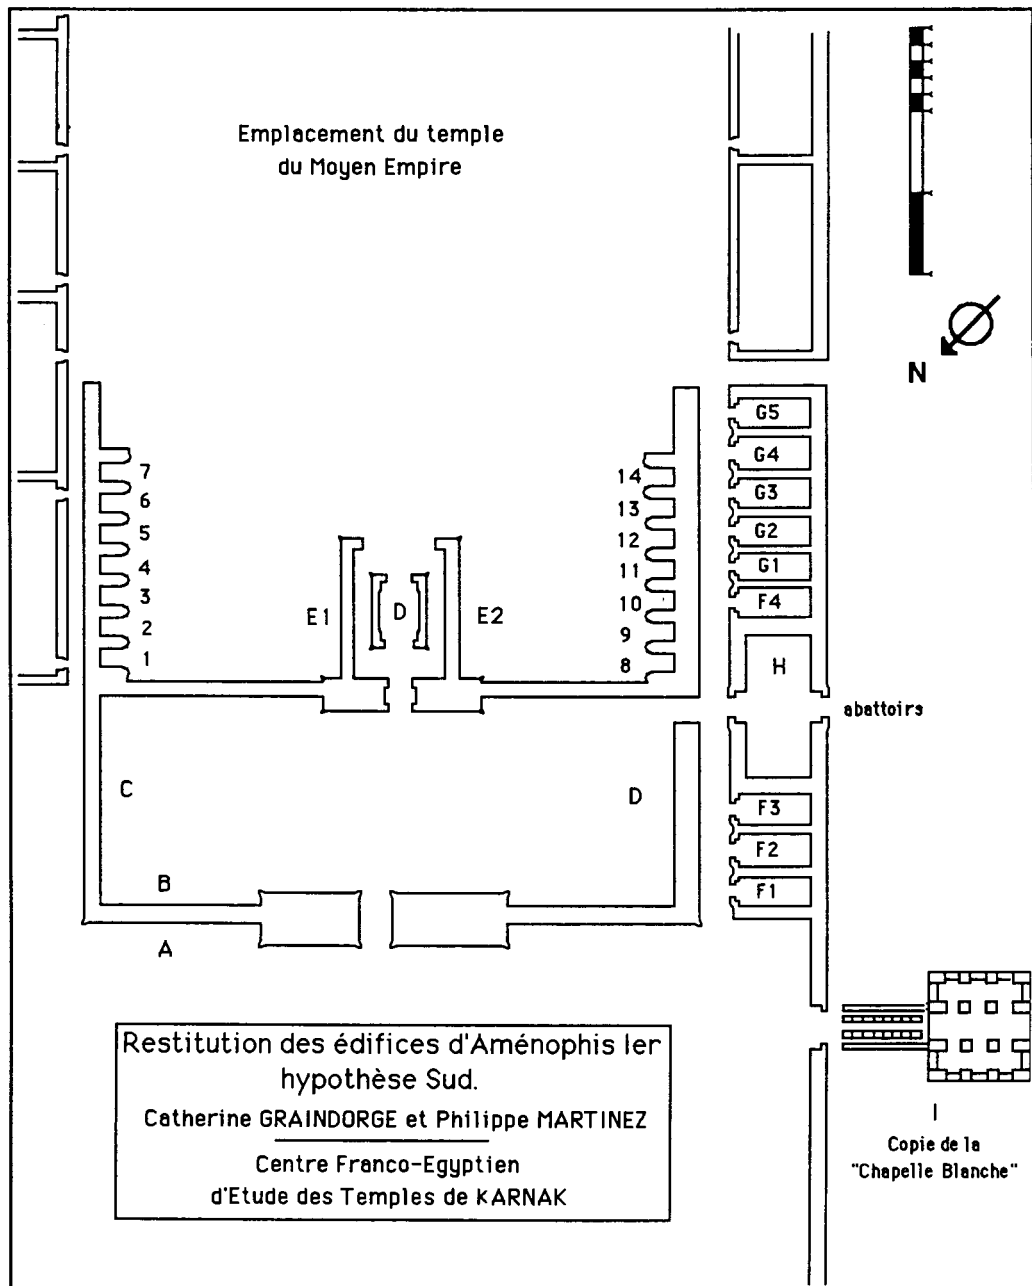 Emplacement du temple
du Moyen Empire
N
7
6
5
4
3
2
1
14
13
12
11
10
9
8
E1
D
E2
G5
G4
G3
G2
G1
F4
H
abattoirs
C
D
F3
F2
F1
B
A
Restitution des édifices d'Aménophis Ier
hypothèse Sud.
Catherine GRAINDORGE et Philippe MARTINEZ
Centre Franco-Egyptien
d'Etude des Temples de KARNAK
I
Copie de la
"Chapelle Blanche"